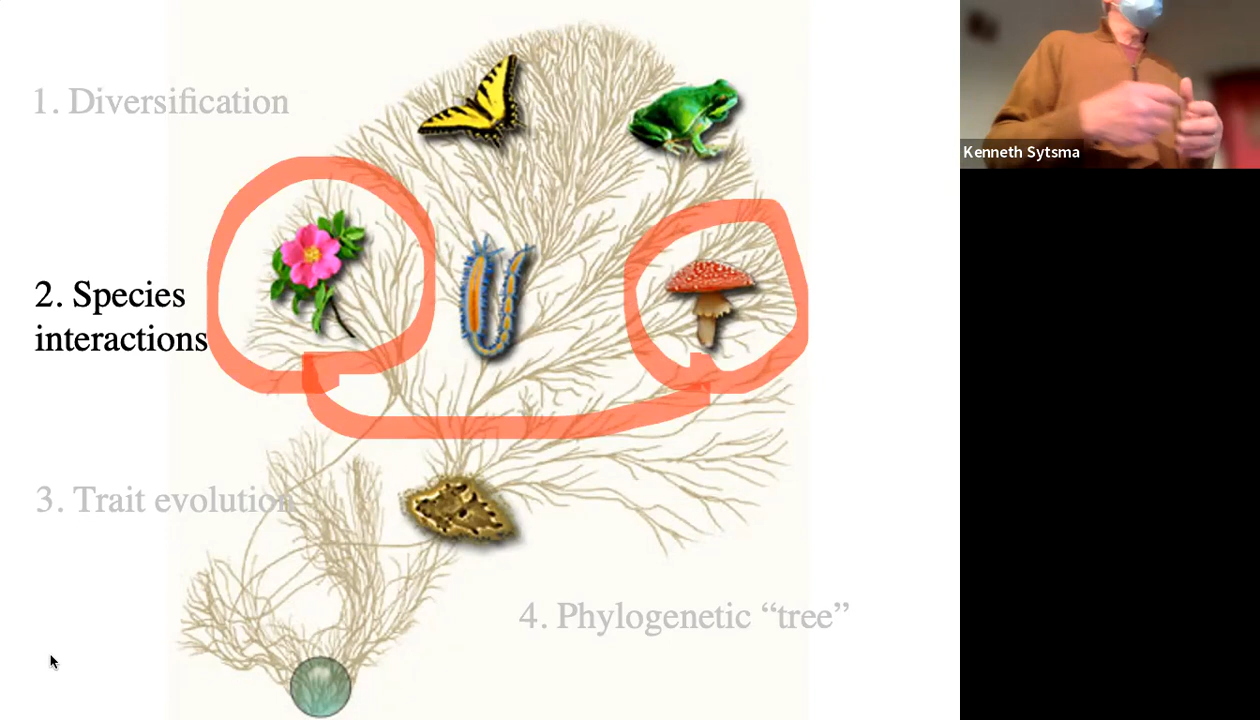 1. Diversification
2. Species
interactions
3. Trait evolution
4. Phylogenetic “tree”
Kenneth Sytsma